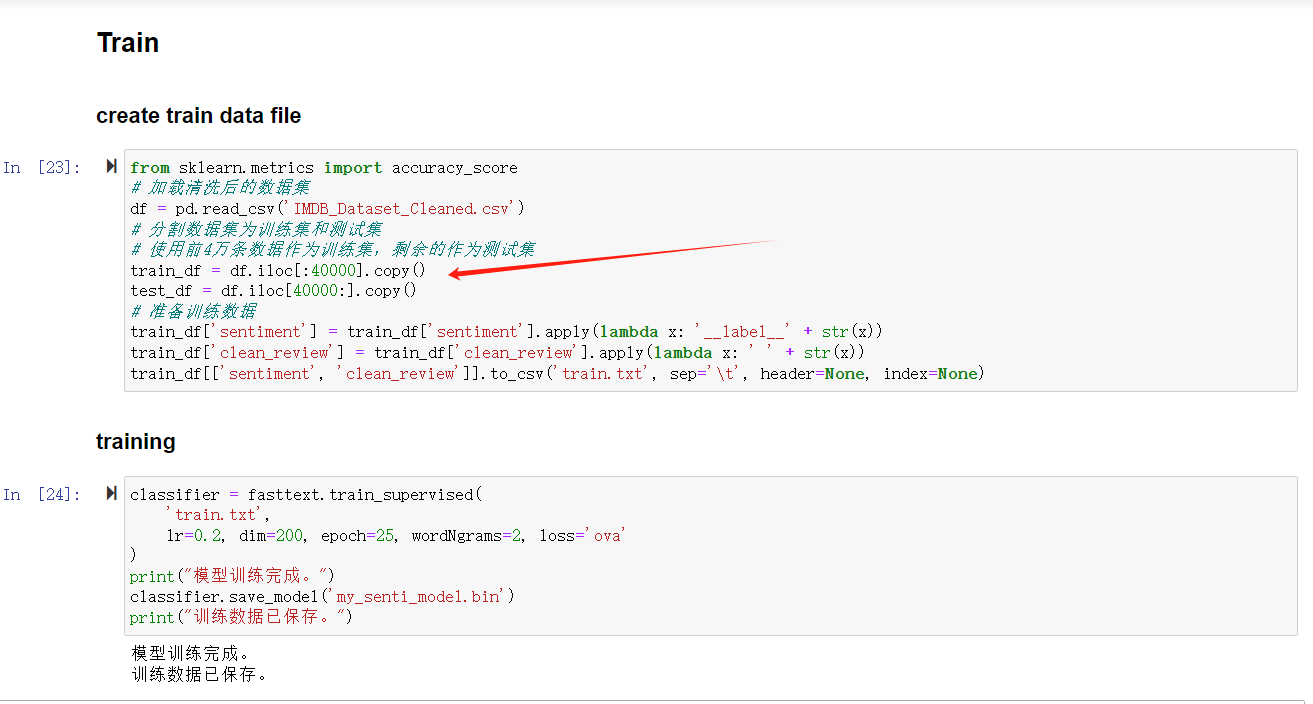 Train
create train data file
In [23]:
from sklearn.metrics import accuracy_score
# 加载清洗后的数据集
df = pd.read_csv('IMDB_Dataset_Cleaned.csv')
# 分割数据集为训练集和测试集
# 使用前4万条数据作为训练集，剩余的作为测试集
train_df = df.iloc[:40000].copy()
test_df = df.iloc[40000:].copy()
# 准备训练数据
train_df['sentiment'] = train_df['sentiment'].apply(lambda x: '__label__' + str(x))
train_df['clean_review'] = train_df['clean_review'].apply(lambda x: ' ' + str(x))
train_df[['sentiment', 'clean_review']].to_csv('train.txt', sep='\t', header=None, index=None)
training
In [24]:
classifier = fasttext.train_supervised(
    'train.txt',
    lr=0.2, dim=200, epoch=25, wordNgrams=2, loss='ova'
)
print("模型训练完成。")
classifier.save_model('my_senti_model.bin')
print("训练数据已保存。")
模型训练完成。
训练数据已保存。